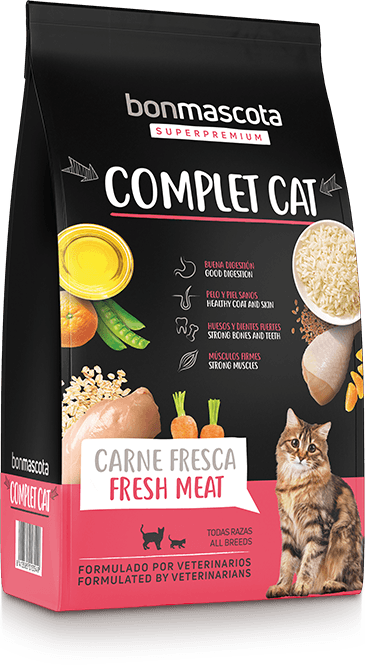 bonmascota
SUPERPREMIUM
COMPLET CAT
BUENA DIGESTIÓN
GOOD DIGESTION
PELO Y PIEL SANOS
HEALTHY COAT AND SKIN
HUESOS Y DIENTES FUERTES
STRONG BONES AND TEETH
MÚSCULOS FIRMES
STRONG MUSCLES
CARNE FRESCA
FRESH MEAT
TODAS RAZAS
ALL BREEDS
FORMULADO POR VETERINARIOS
FORMULATED BY VETERINARIANS
bonmascota
COMPLET CAT